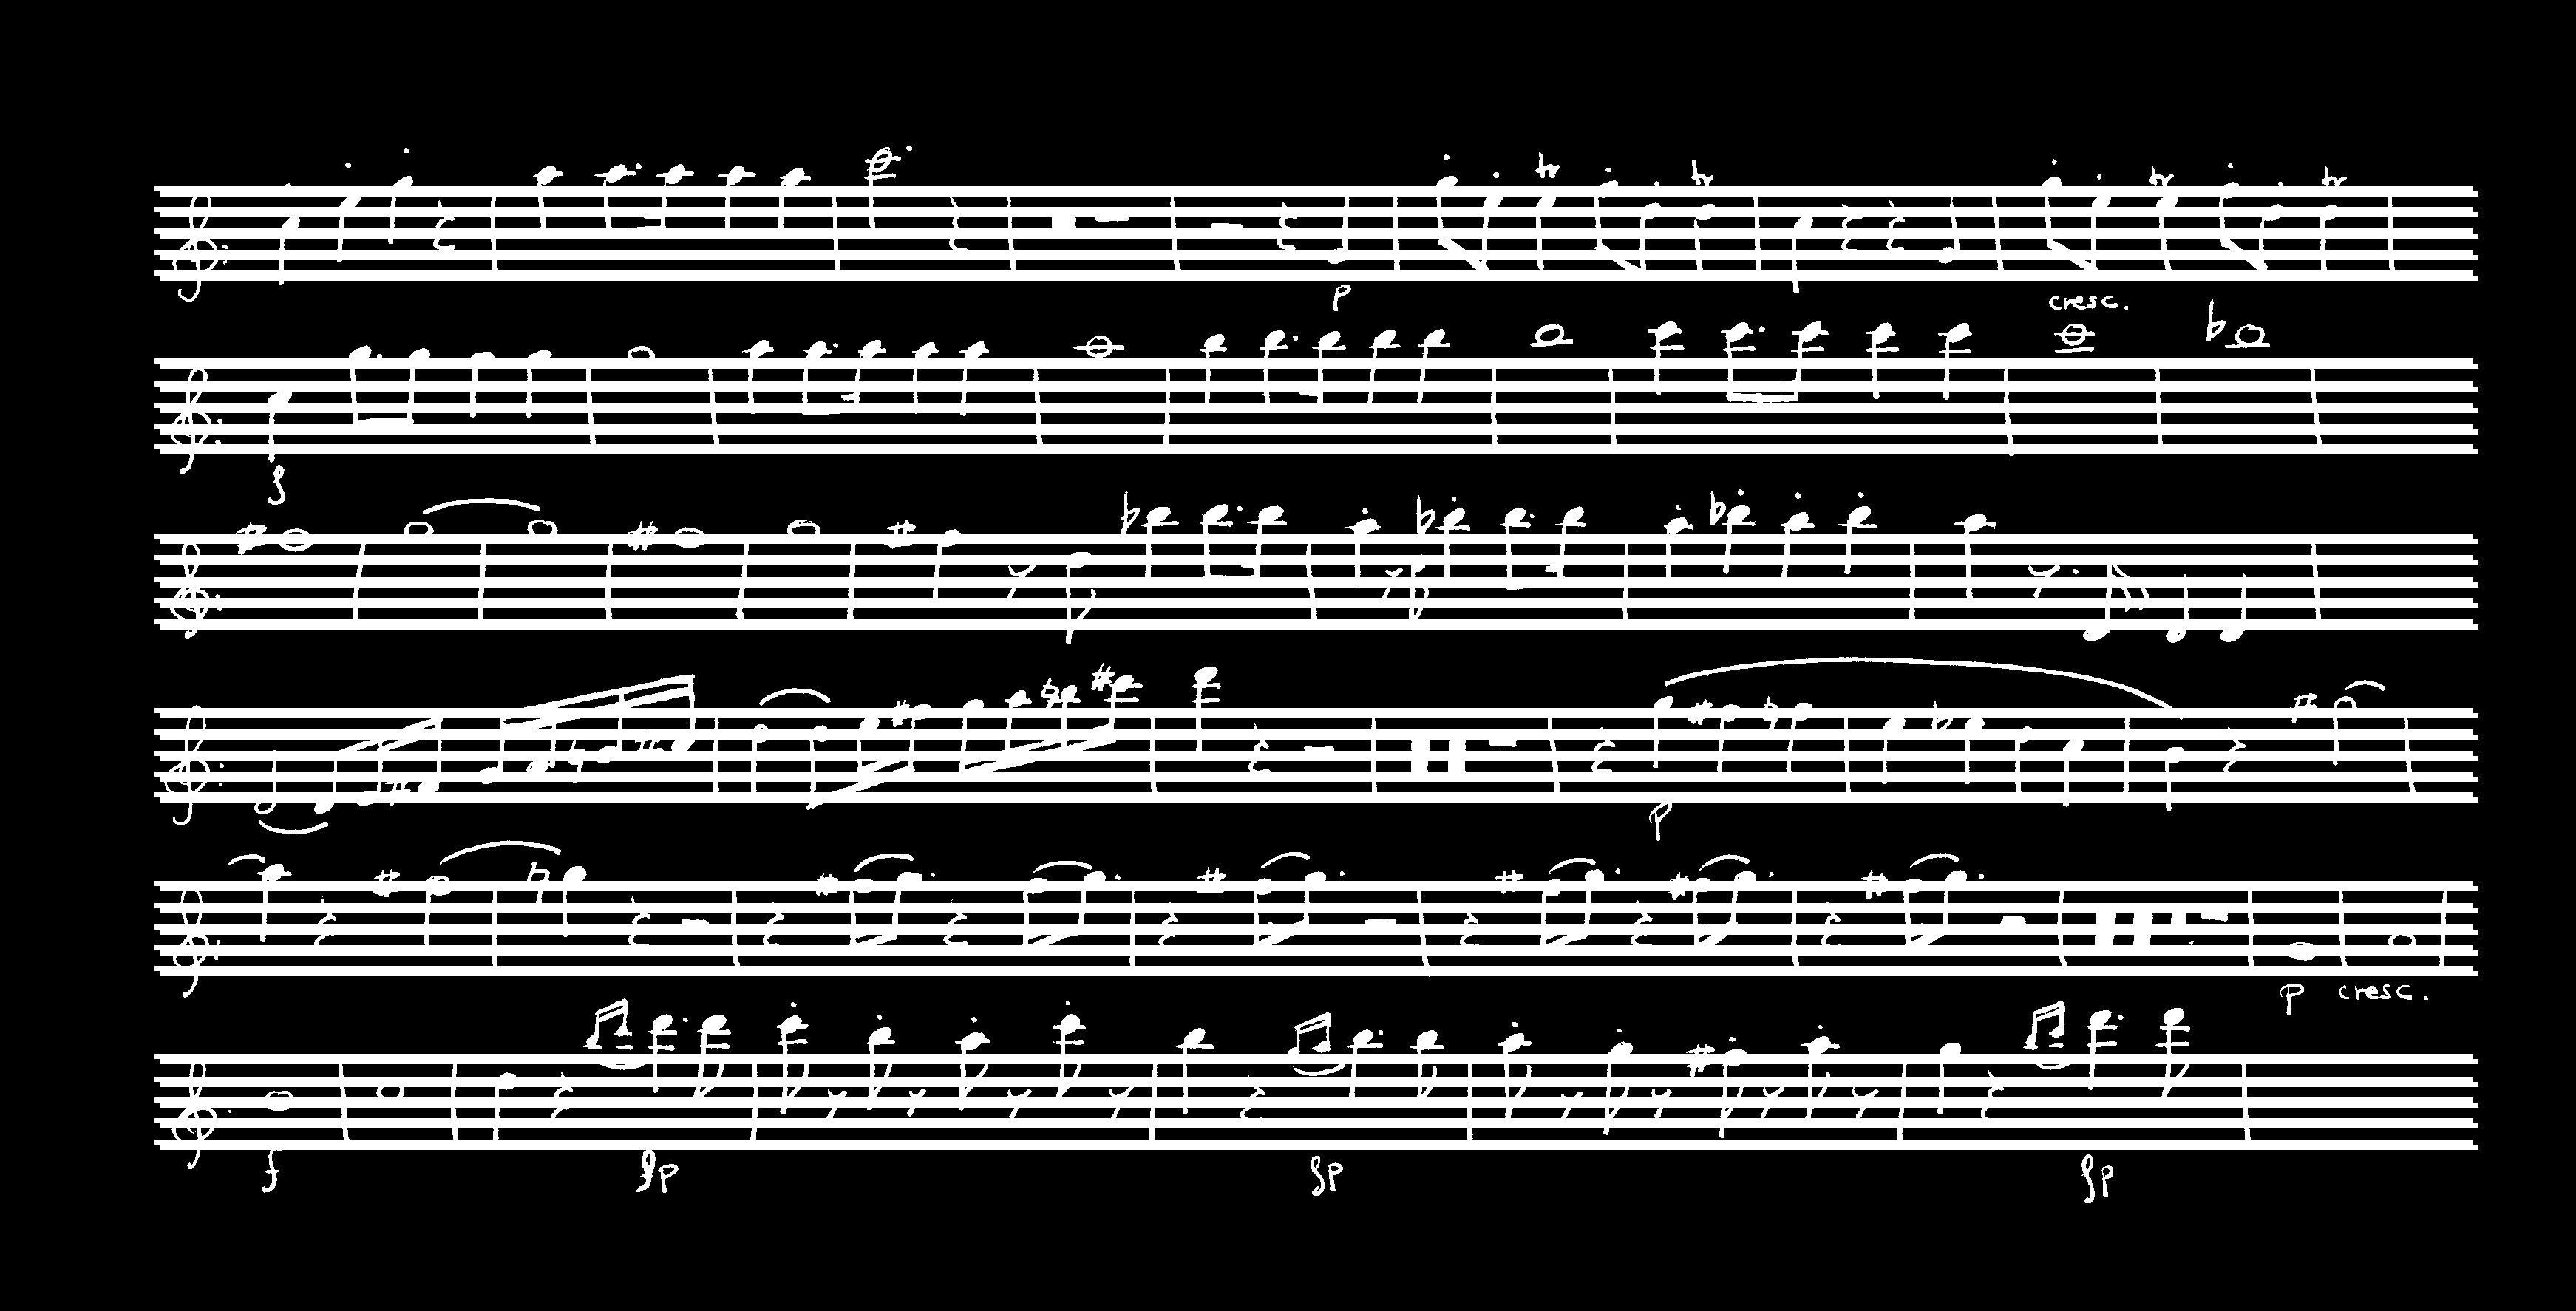 tr tr tr tr
p cresc.
f
p
p cresc.
f fp fp fp